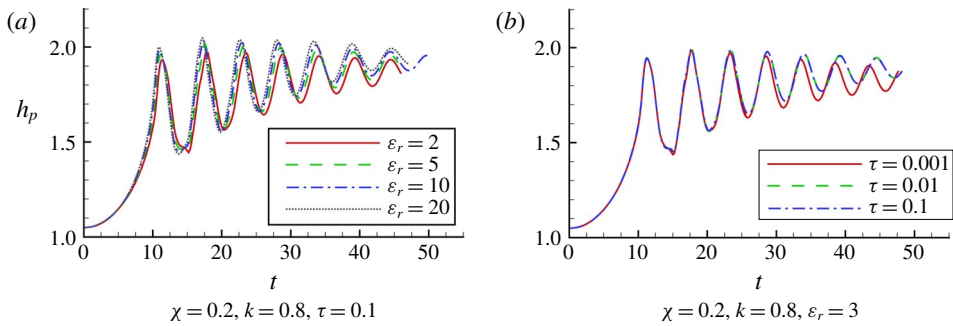 (a)
2.0
h_p
1.5
1.0
ε_r = 2
ε_r = 5
ε_r = 10
ε_r = 20
0 10 20 30 40 50
t
χ = 0.2, k = 0.8, τ = 0.1
(b)
2.0
1.5
1.0
τ = 0.001
τ = 0.01
τ = 0.1
0 10 20 30 40 50
t
χ = 0.2, k = 0.8, ε_r = 3